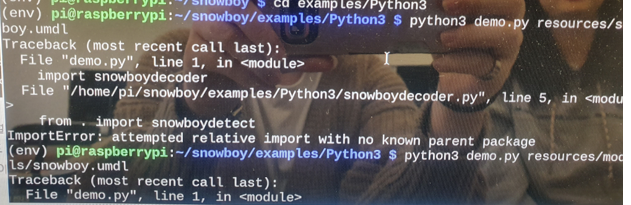 (env) pi@raspberrypi:~/snowboy $ cd examples/Python3
(env) pi@raspberrypi:~/snowboy/examples/Python3 $ python3 demo.py resources/s
boy.umdl
Traceback (most recent call last):
  File "demo.py", line 1, in <module>
    import snowboydecoder
  File "/home/pi/snowboy/examples/Python3/snowboydecoder.py", line 5, in <modu
>
    from . import snowboydetect
ImportError: attempted relative import with no known parent package
(env) pi@raspberrypi:~/snowboy/examples/Python3 $ python3 demo.py resources/mod
ls/snowboy.umdl
Traceback (most recent call last):
  File "demo.py", line 1, in <module>